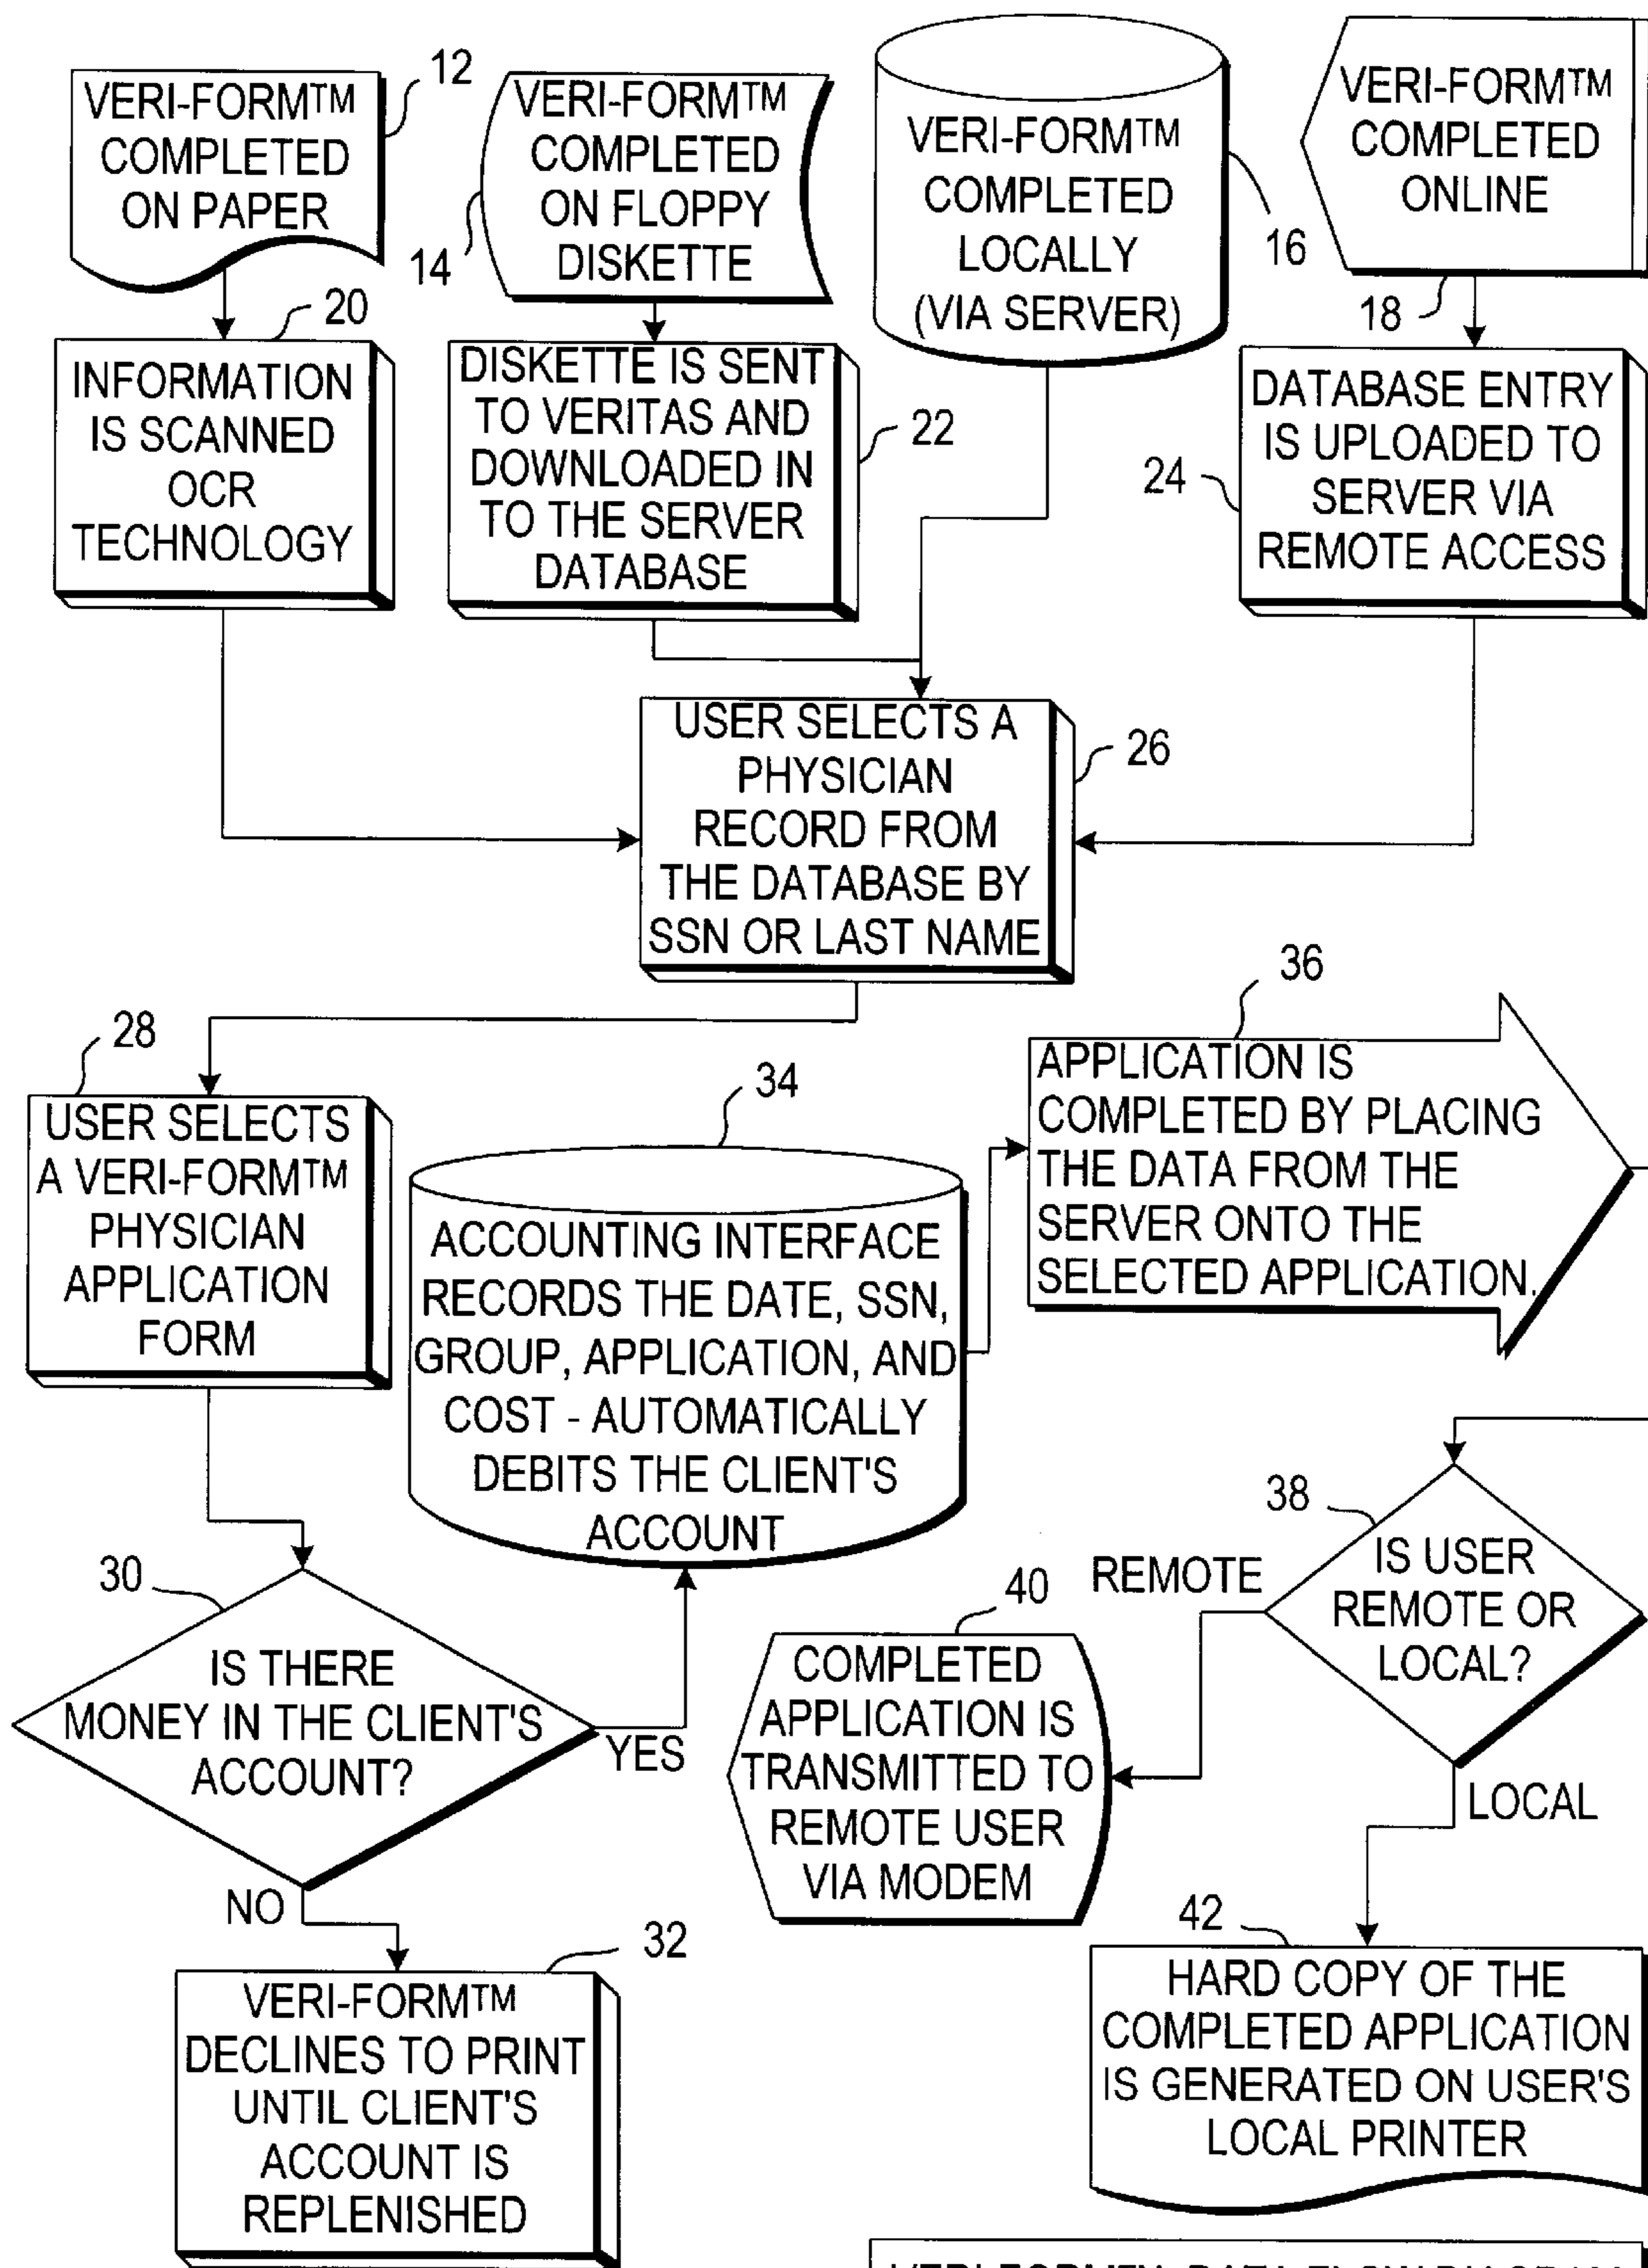 12
VERI-FORM™
COMPLETED
ON PAPER
14
VERI-FORM™
COMPLETED
ON FLOPPY
DISKETTE
16
VERI-FORM™
COMPLETED
LOCALLY
(VIA SERVER)
18
VERI-FORM™
COMPLETED
ONLINE
20
INFORMATION
IS SCANNED
OCR
TECHNOLOGY
22
DISKETTE IS SENT
TO VERITAS AND
DOWNLOADED IN
TO THE SERVER
DATABASE
24
DATABASE ENTRY
IS UPLOADED TO
SERVER VIA
REMOTE ACCESS
26
USER SELECTS A
PHYSICIAN
RECORD FROM
THE DATABASE BY
SSN OR LAST NAME
28
USER SELECTS
A VERI-FORM™
PHYSICIAN
APPLICATION
FORM
34
ACCOUNTING INTERFACE
RECORDS THE DATE, SSN,
GROUP, APPLICATION, AND
COST - AUTOMATICALLY
DEBITS THE CLIENT'S
ACCOUNT
36
APPLICATION IS
COMPLETED BY PLACING
THE DATA FROM THE
SERVER ONTO THE
SELECTED APPLICATION.
30
IS THERE
MONEY IN THE CLIENT'S
ACCOUNT?
YES
NO
32
VERI-FORM™
DECLINES TO PRINT
UNTIL CLIENT'S
ACCOUNT IS
REPLENISHED
38
IS USER
REMOTE OR
LOCAL?
REMOTE
LOCAL
40
COMPLETED
APPLICATION IS
TRANSMITTED TO
REMOTE USER
VIA MODEM
42
HARD COPY OF THE
COMPLETED APPLICATION
IS GENERATED ON USER'S
LOCAL PRINTER